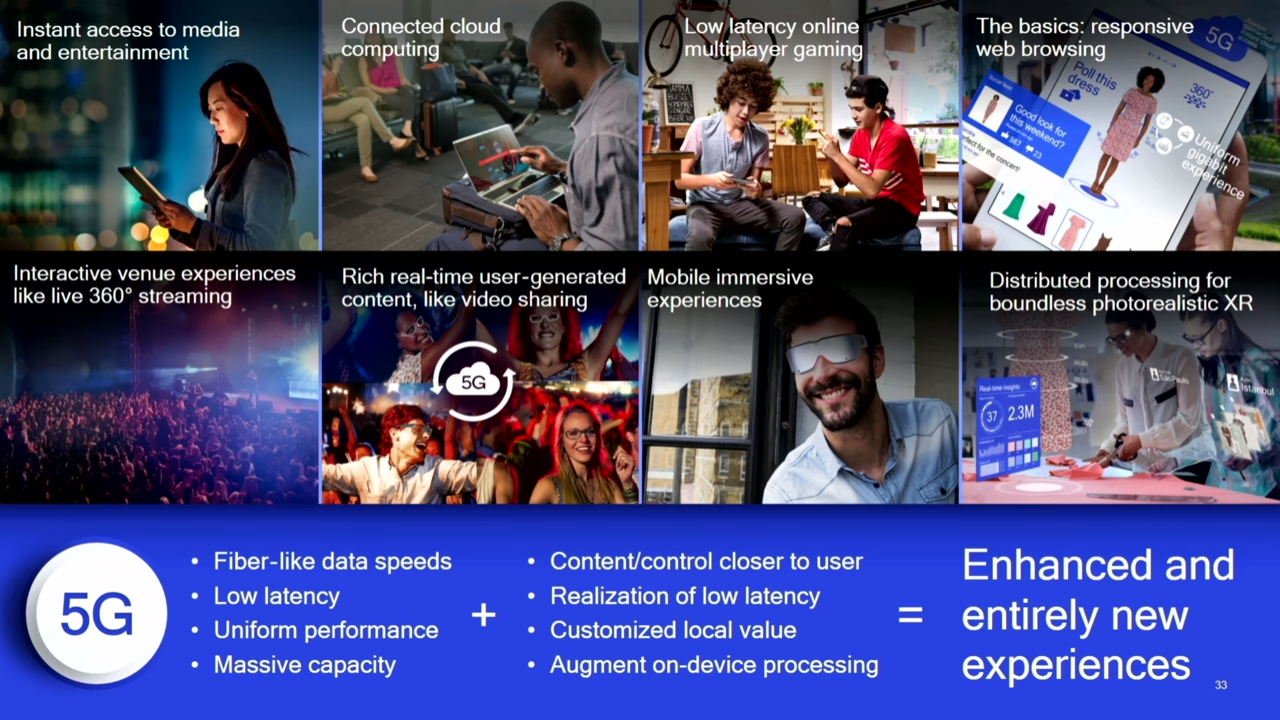 Instant access to media
and entertainment
Connected cloud
computing
Low latency online
multiplayer gaming
The basics: responsive
web browsing
5G
Poll this
dress
360°
Good look for
this weekend?
987
23
Uniform
gigabit
experience
Interactive venue experiences
like live 360° streaming
Rich real-time user-generated
content, like video sharing
5G
Mobile immersive
experiences
Distributed processing for
boundless photorealistic XR
Real-time insights
37
2.3M
São Paulo
Istanbul
5G
• Fiber-like data speeds
• Low latency
• Uniform performance
• Massive capacity
+
• Content/control closer to user
• Realization of low latency
• Customized local value
• Augment on-device processing
=
Enhanced and
entirely new
experiences
33